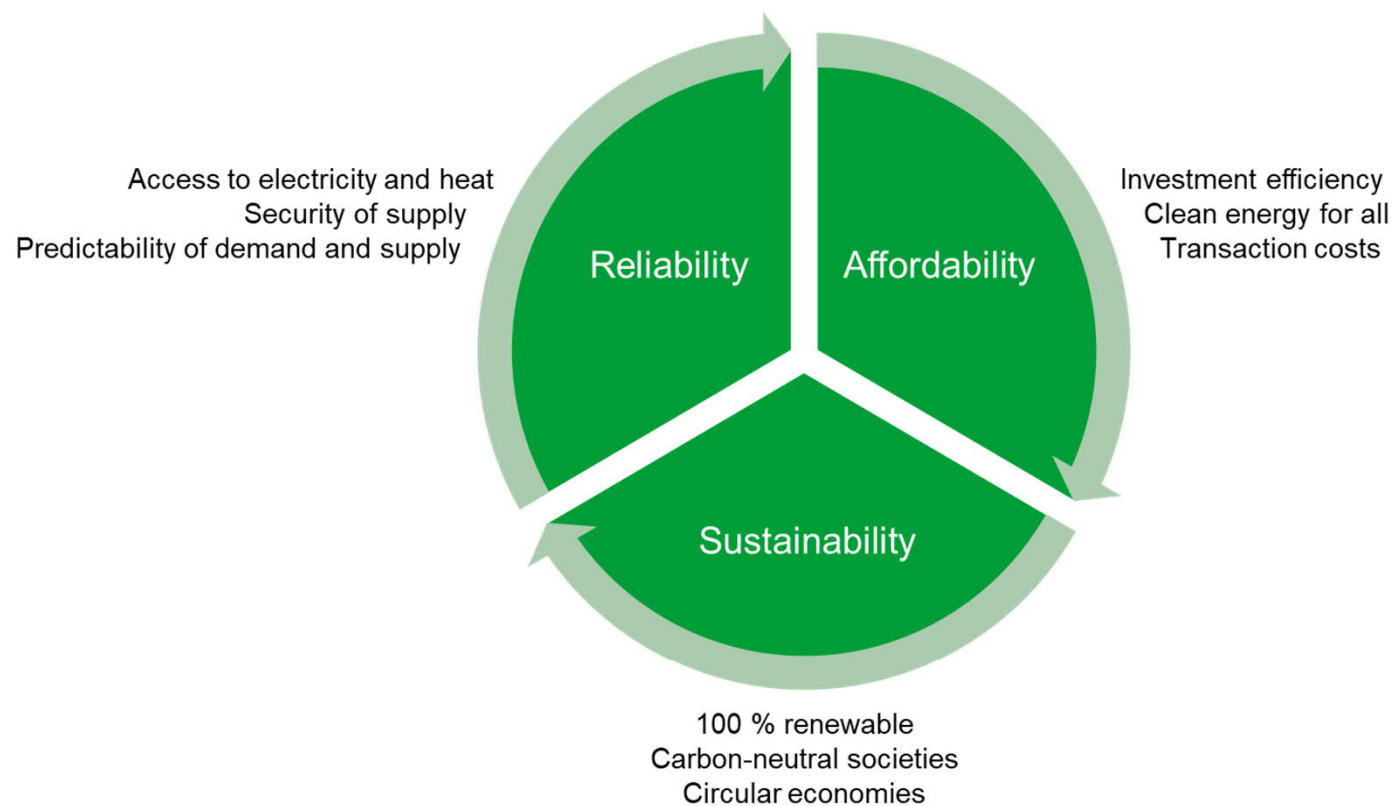 Access to electricity and heat
Security of supply
Predictability of demand and supply
Reliability
Affordability
Investment efficiency
Clean energy for all
Transaction costs
Sustainability
100 % renewable
Carbon-neutral societies
Circular economies